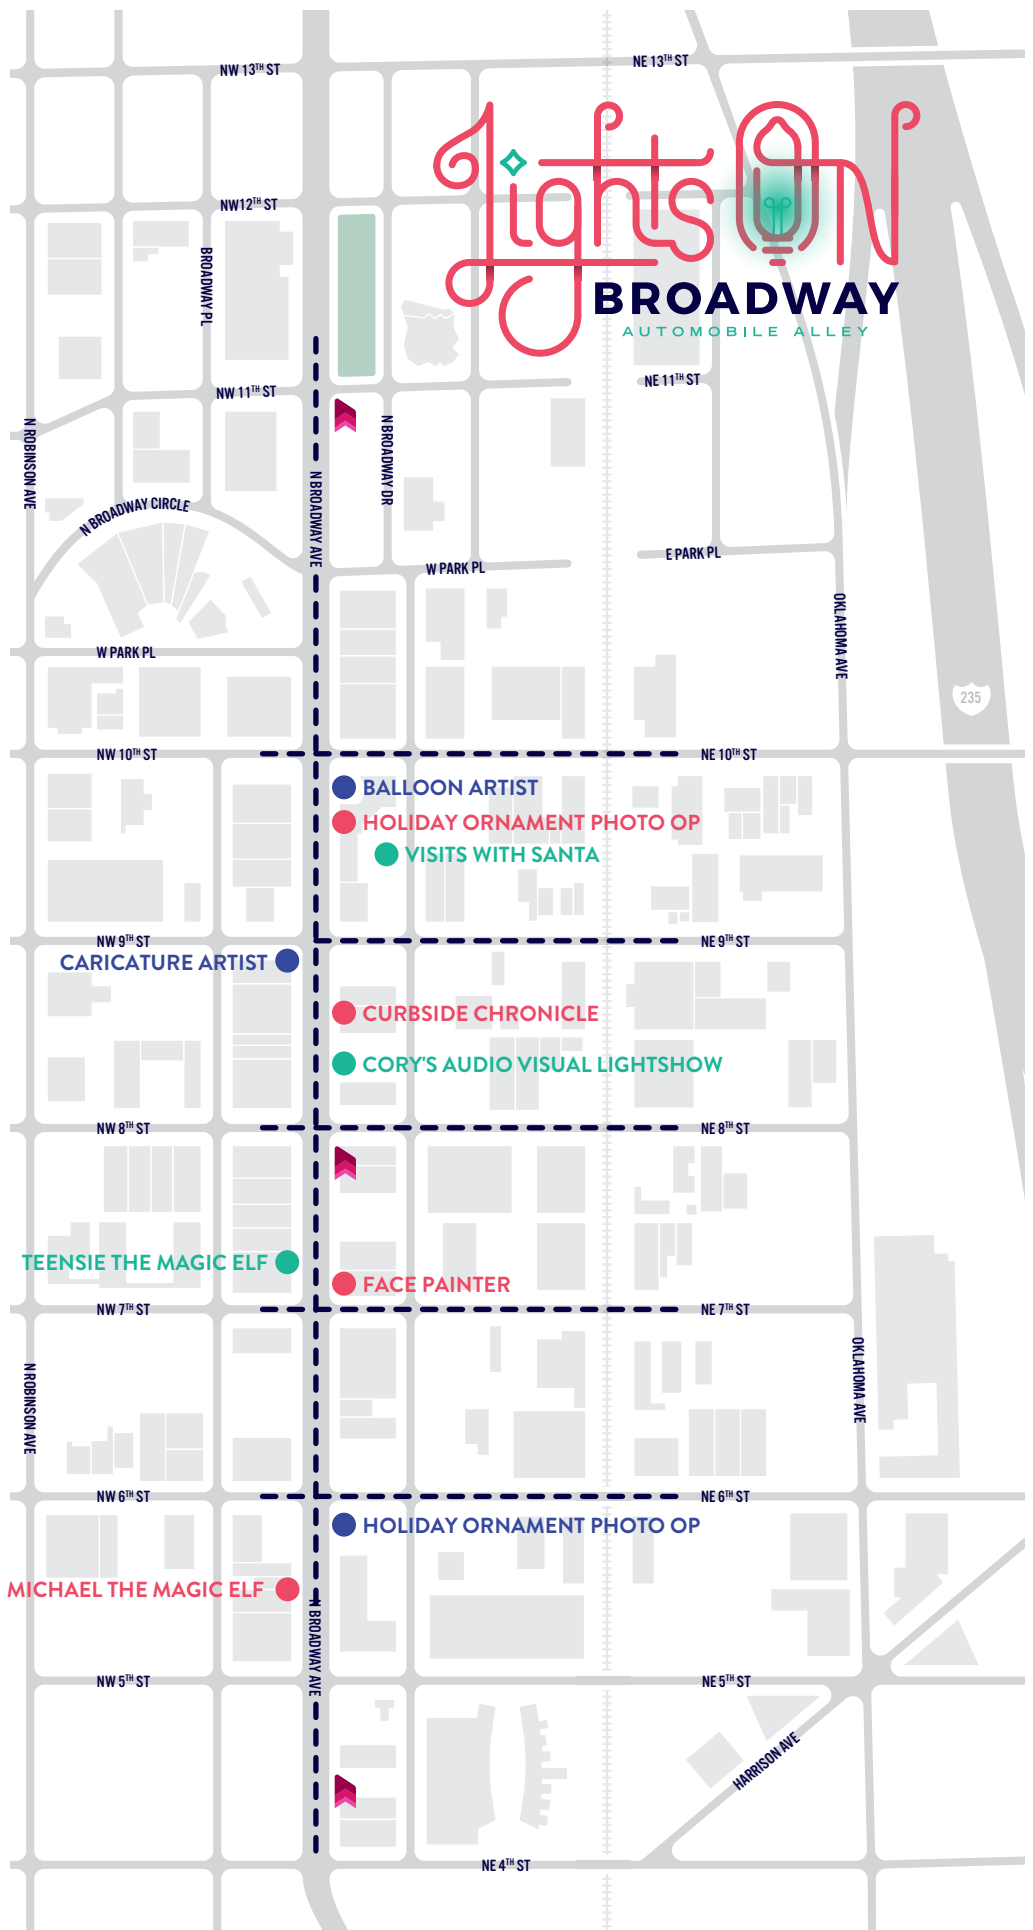 NW 13TH ST
NE 13TH ST
Lights ON
BROADWAY
AUTOMOBILE ALLEY
NW12TH ST
BROADWAY PL
NW 11TH ST
NE 11TH ST
N ROBINSON AVE
N BROADWAY DR
N BROADWAY AVE
N BROADWAY CIRCLE
W PARK PL
E PARK PL
OKLAHOMA AVE
W PARK PL
235
NW 10TH ST
NE 10TH ST
BALLOON ARTIST
HOLIDAY ORNAMENT PHOTO OP
VISITS WITH SANTA
NW 9TH ST
NE 9TH ST
CARICATURE ARTIST
CURBSIDE CHRONICLE
CORY'S AUDIO VISUAL LIGHTSHOW
NW 8TH ST
NE 8TH ST
TEENSIE THE MAGIC ELF
FACE PAINTER
NW 7TH ST
NE 7TH ST
N ROBINSON AVE
OKLAHOMA AVE
NW 6TH ST
NE 6TH ST
HOLIDAY ORNAMENT PHOTO OP
MICHAEL THE MAGIC ELF
N BROADWAY AVE
NW 5TH ST
NE 5TH ST
HARRISON AVE
NE 4TH ST